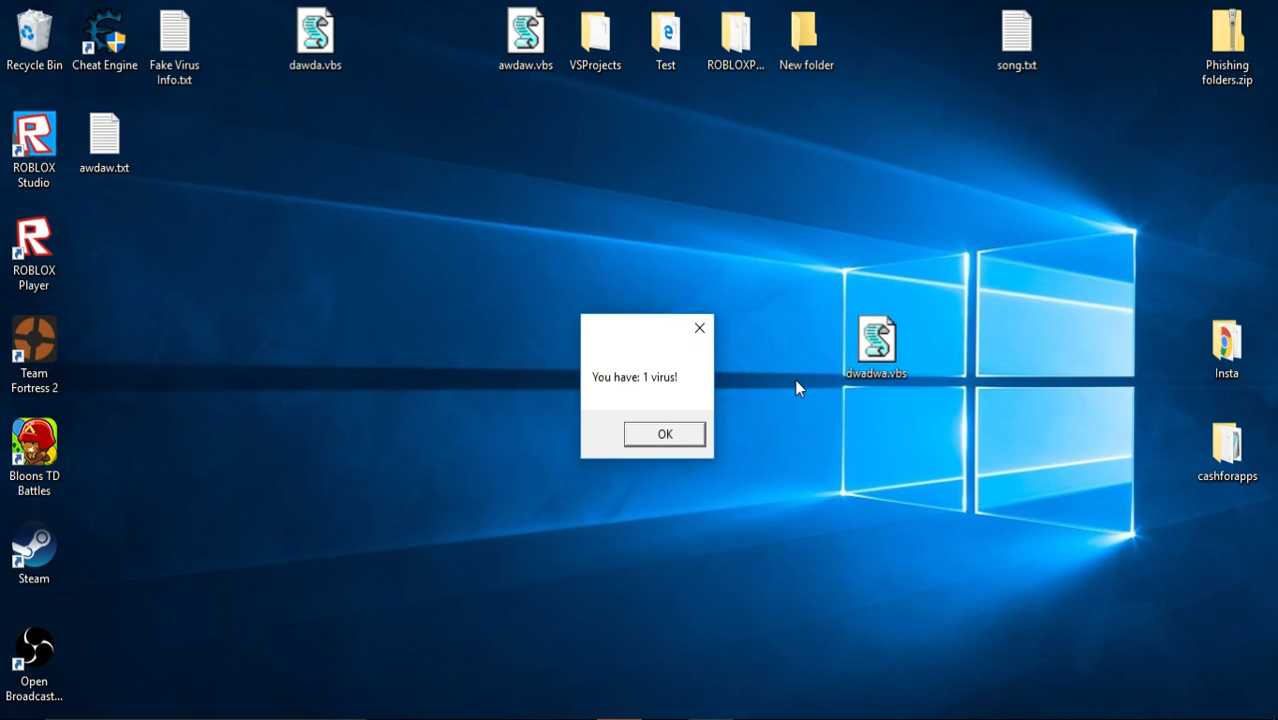 Recycle Bin
Cheat Engine
Fake Virus
Info.txt
dawda.vbs
awdaw.vbs
VSProjects
Test
ROBLOXP...
New folder
song.txt
Phishing
folders.zip
ROBLOX
Studio
awdaw.txt
ROBLOX
Player
You have: 1 virus!
OK
dwadwa.vbs
Team
Fortress 2
Insta
Bloons TD
Battles
cashforapps
Steam
Open
Broadcast...